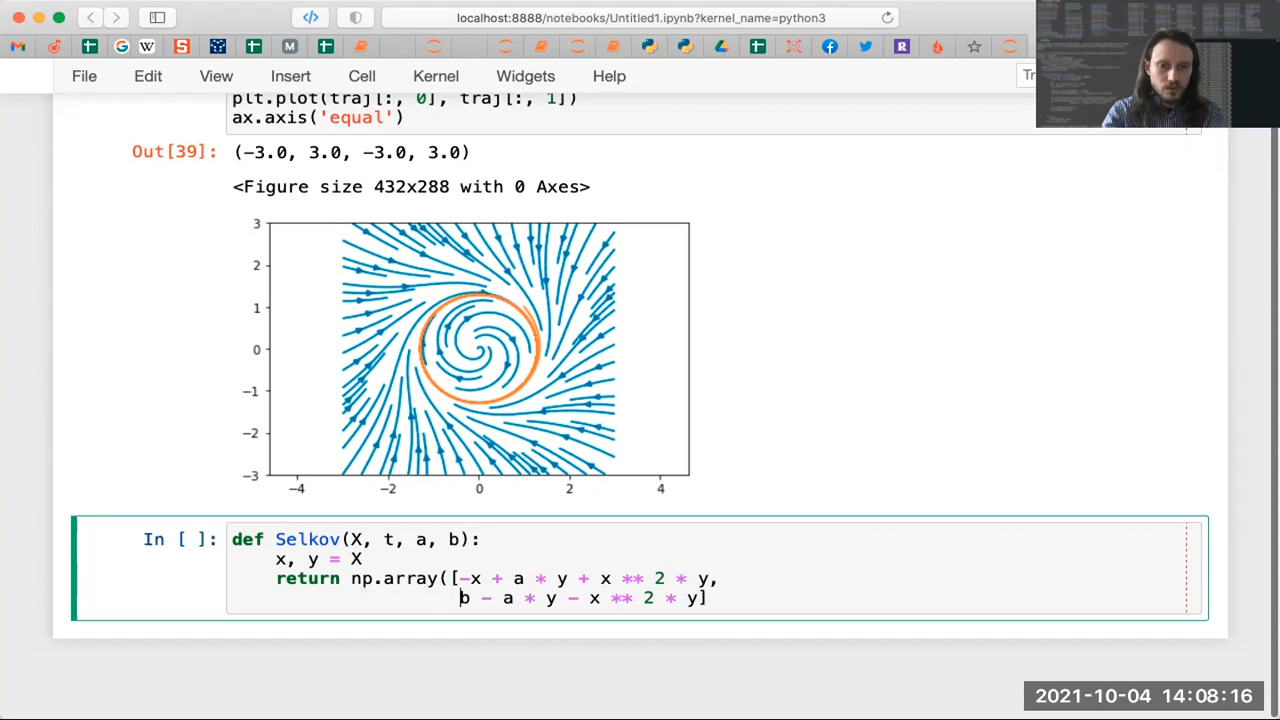 localhost:8888/notebooks/Untitled1.ipynb?kernel_name=python3
File Edit View Insert Cell Kernel Widgets Help Tr
plt.plot(traj[:, 0], traj[:, 1])
ax.axis('equal')
Out[39]: (-3.0, 3.0, -3.0, 3.0)
<Figure size 432x288 with 0 Axes>
3
2
1
0
−1
−2
−3
−4 −2 0 2 4
In [ ]: def Selkov(X, t, a, b):
x, y = X
return np.array([-x + a * y + x ** 2 * y,
b - a * y - x ** 2 * y]
2021-10-04 14:08:16